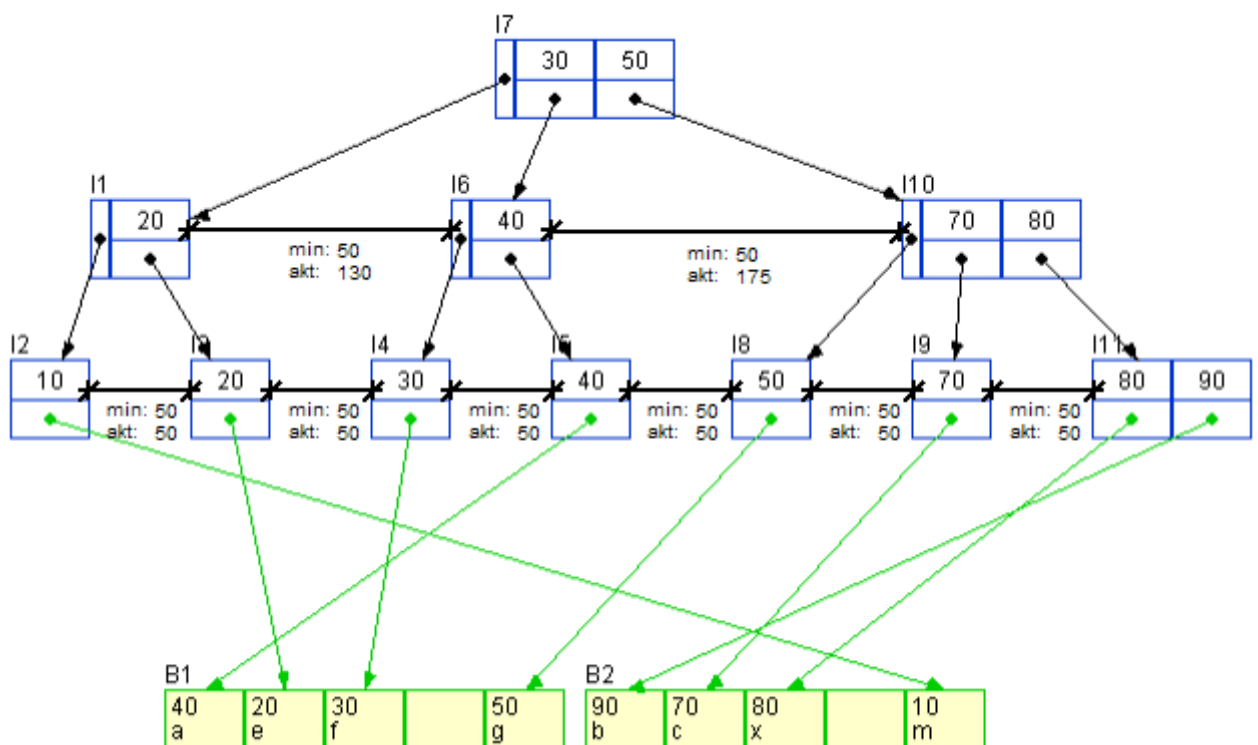 I7
30 50
I1 I6 I10
20 40 70 80
min: 50
akt: 130
min: 50
akt: 175
I2 I3 I4 I5 I8 I9 I11
10 20 30 40 50 70 80 90
min: 50 min: 50 min: 50 min: 50 min: 50 min: 50
akt: 50 akt: 50 akt: 50 akt: 50 akt: 50 akt: 50
B1 B2
40 20 30 50 90 70 80 10
a e f g b c x m